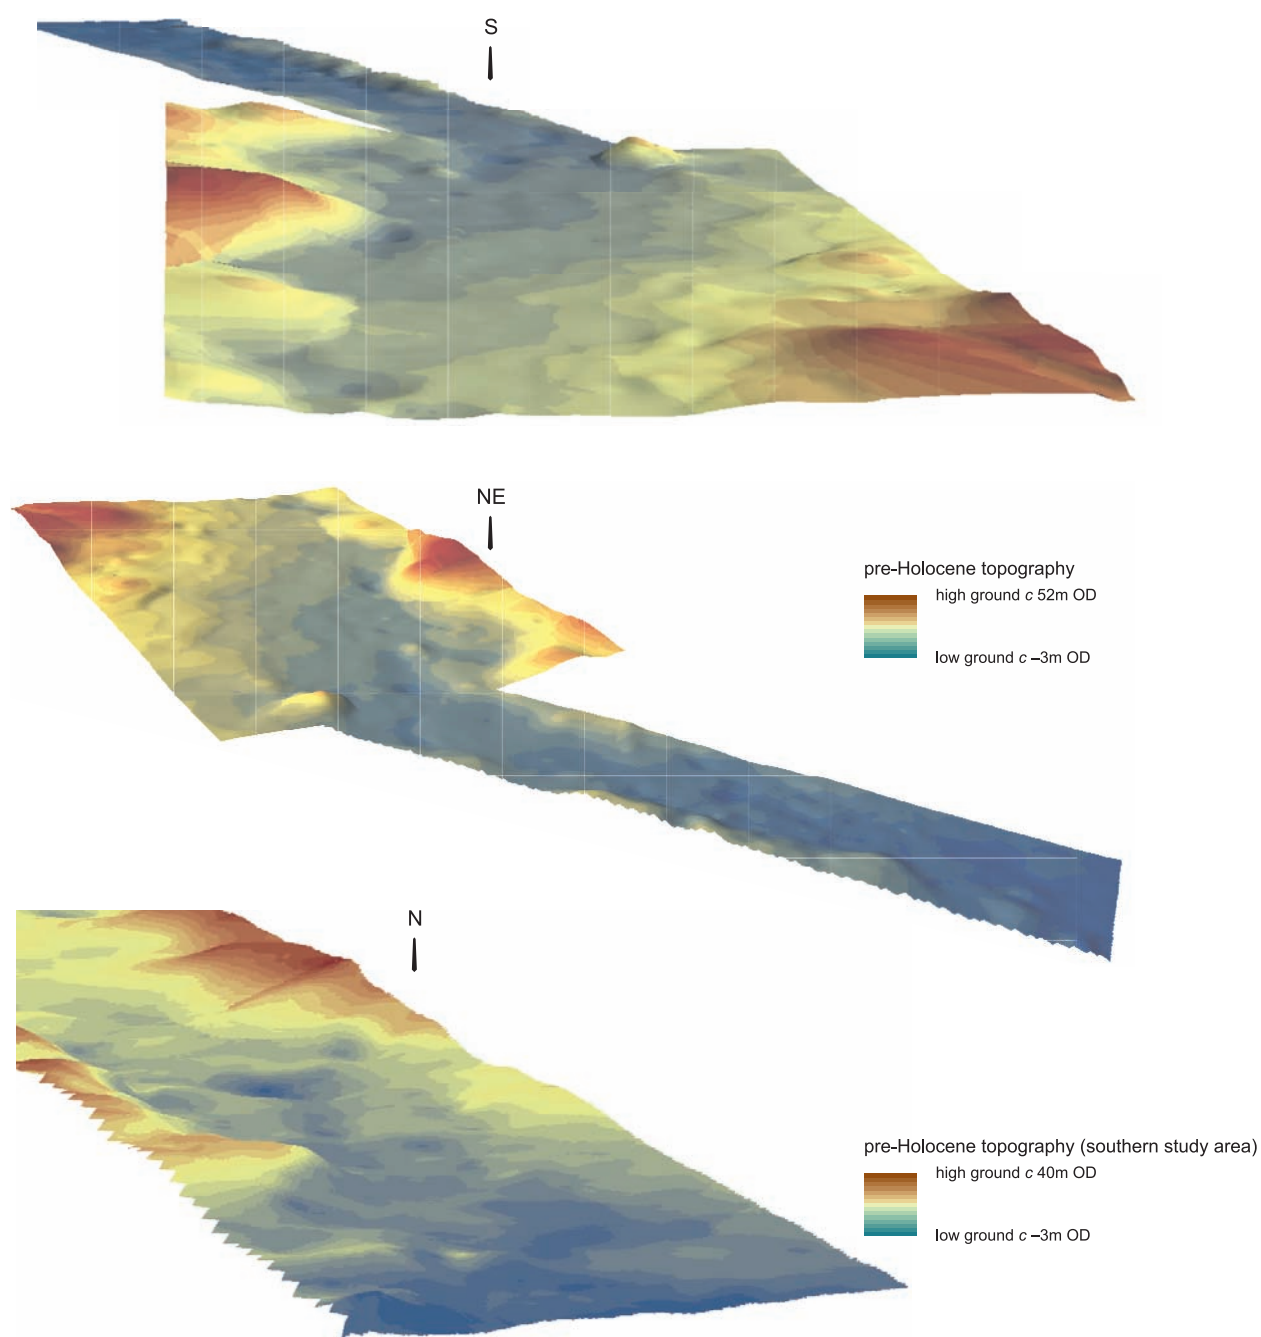 S
NE
pre-Holocene topography
high ground c 52m OD
low ground c –3m OD
N
pre-Holocene topography (southern study area)
high ground c 40m OD
low ground c –3m OD